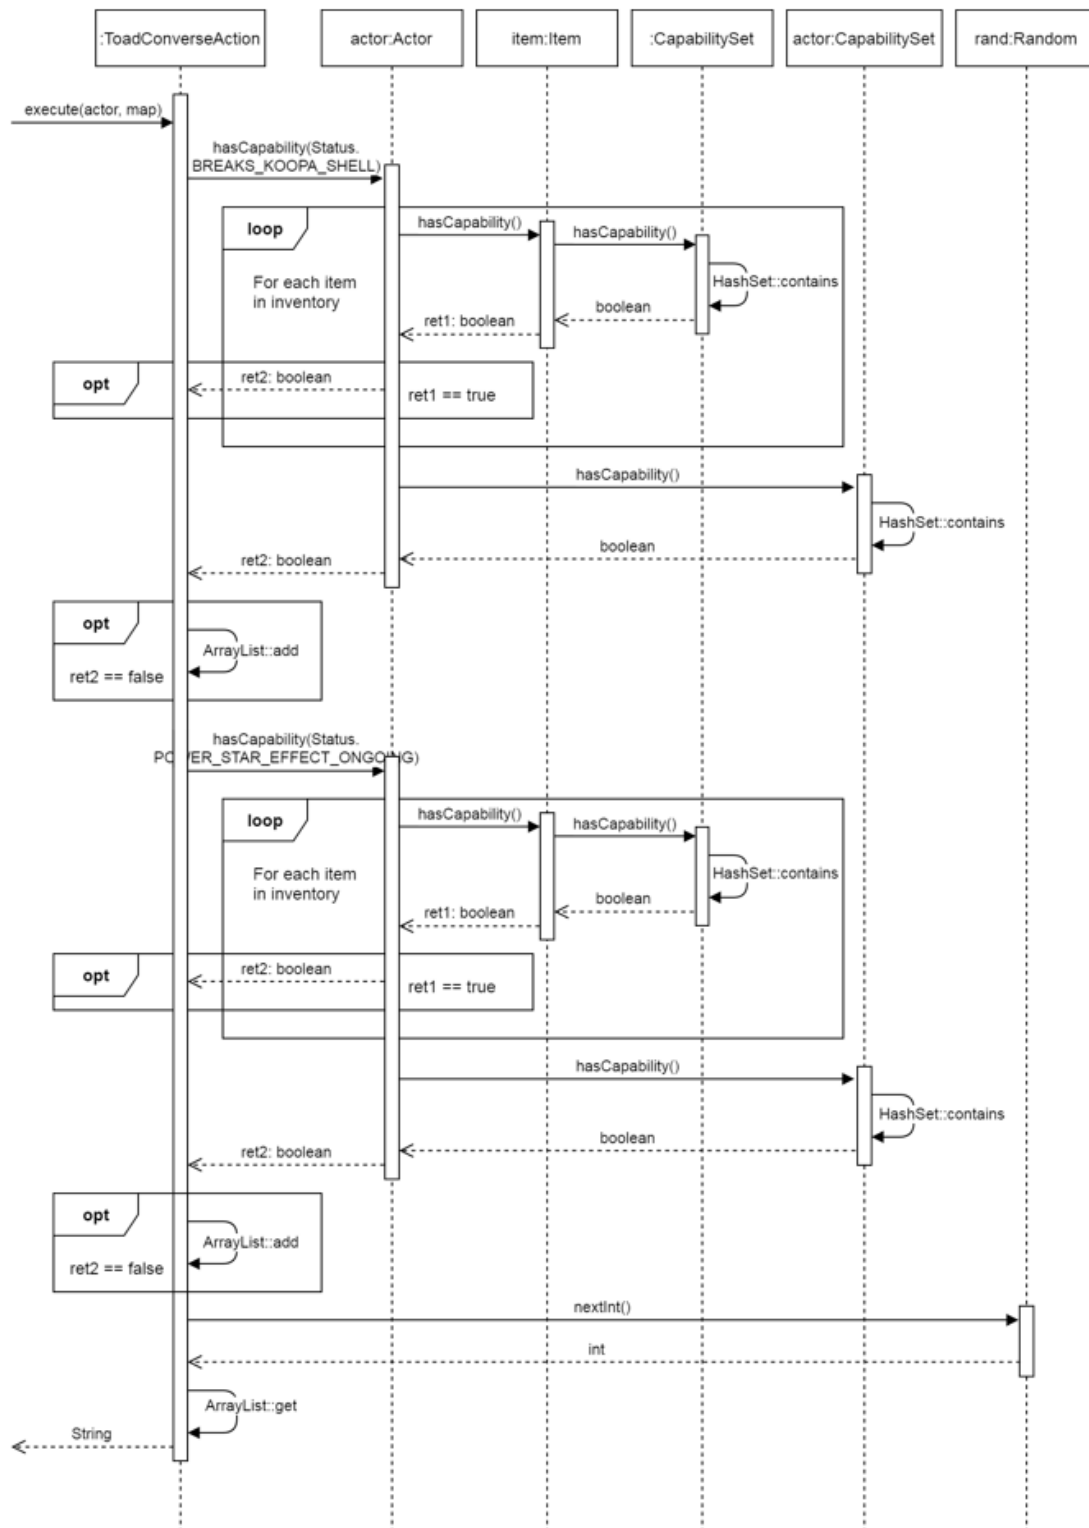 :ToadConverseAction
actor:Actor
item:Item
:CapabilitySet
actor:CapabilitySet
rand:Random
execute(actor, map)
hasCapability(Status.
BREAKS_KOOPA_SHELL)
loop
For each item
in inventory
hasCapability()
hasCapability()
HashSet::contains
boolean
ret1: boolean
opt
ret2: boolean
ret1 == true
hasCapability()
HashSet::contains
boolean
ret2: boolean
opt
ArrayList::add
ret2 == false
hasCapability(Status.
POWER_STAR_EFFECT_ONGOING)
loop
For each item
in inventory
hasCapability()
hasCapability()
HashSet::contains
boolean
ret1: boolean
opt
ret2: boolean
ret1 == true
hasCapability()
HashSet::contains
boolean
ret2: boolean
opt
ArrayList::add
ret2 == false
nextInt()
int
ArrayList::get
String